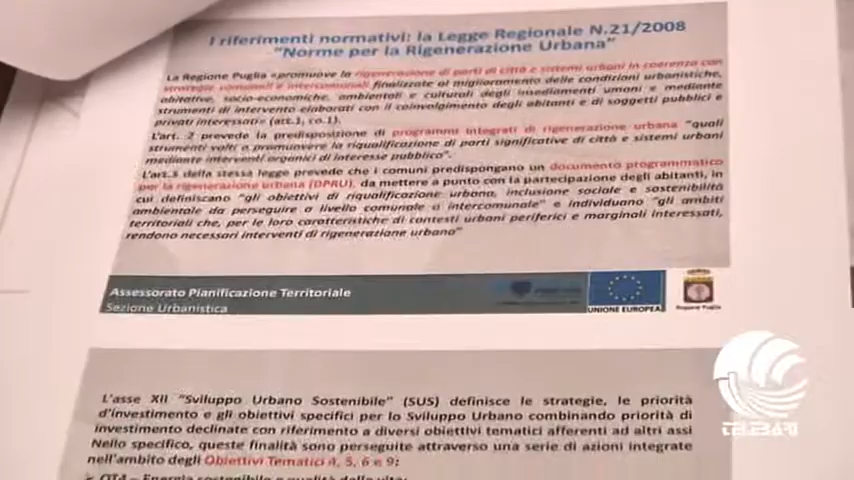 I riferimenti normativi: la Legge Regionale N.21/2008
"Norme per la Rigenerazione Urbana"
La Regione Puglia «promuove la rigenerazione di parti di città e sistemi urbani in coerenza con
strategie comunali e intercomunali finalizzate al miglioramento delle condizioni urbanistiche,
abitative, socio-economiche, ambientali e culturali degli insediamenti umani e mediante
strumenti di intervento elaborati con il coinvolgimento degli abitanti e di soggetti pubblici e
privati interessati» (art.1, co.1).
L'art. 2 prevede la predisposizione di programmi integrati di rigenerazione urbana "quali
strumenti volti a promuovere la riqualificazione di parti significative di città e sistemi urbani
mediante interventi organici di interesse pubblico".
L'art.3 della stessa legge prevede che i comuni predispongano un documento programmatico
per la rigenerazione urbana (DPRU), da mettere a punto con la partecipazione degli abitanti, in
cui definiscano "gli obiettivi di riqualificazione urbana, inclusione sociale e sostenibilità
ambientale da perseguire a livello comunale o intercomunale" e individuano "gli ambiti
territoriali che, per le loro caratteristiche di contesti urbani periferici e marginali interessati,
rendono necessari interventi di rigenerazione urbana"
Assessorato Pianificazione Territoriale
Sezione Urbanistica
UNIONE EUROPEA
Regione Puglia
L'asse XII "Sviluppo Urbano Sostenibile" (SUS) definisce le strategie, le priorità
d'investimento e gli obiettivi specifici per lo Sviluppo Urbano combinando priorità di
investimento declinate con riferimento a diversi obiettivi tematici afferenti ad altri assi
Nello specifico, queste finalità sono perseguite attraverso una serie di azioni integrate
nell'ambito degli Obiettivi Tematici 4, 5, 6 e 9:
OT4 – Energia sostenibile e qualità della vita;
TELEBARI